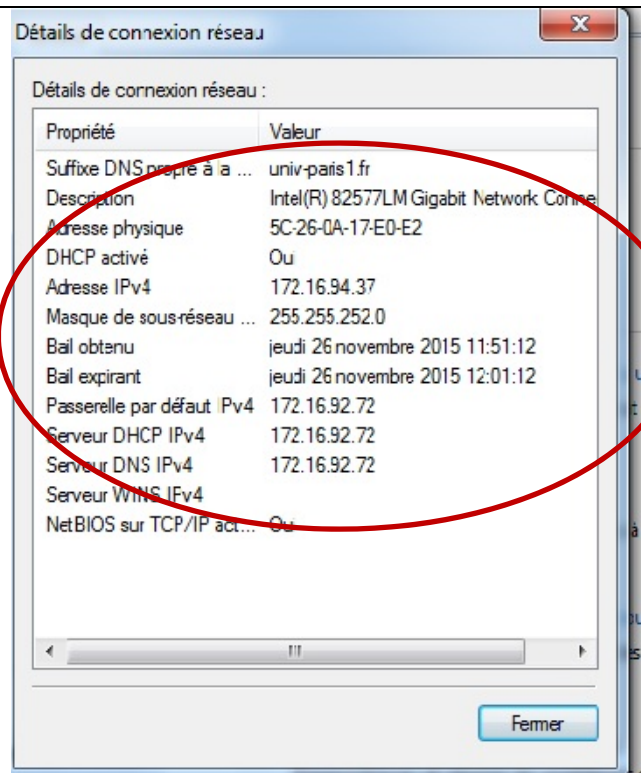 Détails de connexion réseau
Détails de connexion réseau :
Propriété Valeur
Suffixe DNS propre à la ... univ-paris1.fr
Description Intel(R) 82577LM Gigabit Network Conne
Adresse physique 5C-26-0A-17-E0-E2
DHCP activé Oui
Adresse IPv4 172.16.94.37
Masque de sous-réseau ... 255.255.252.0
Bail obtenu jeudi 26 novembre 2015 11:51:12
Bail expirant jeudi 26 novembre 2015 12:01:12
Passerelle par défaut IPv4 172.16.92.72
Serveur DHCP IPv4 172.16.92.72
Serveur DNS IPv4 172.16.92.72
Serveur WINS IPv4
NetBIOS sur TCP/IP act... Oui
Fermer